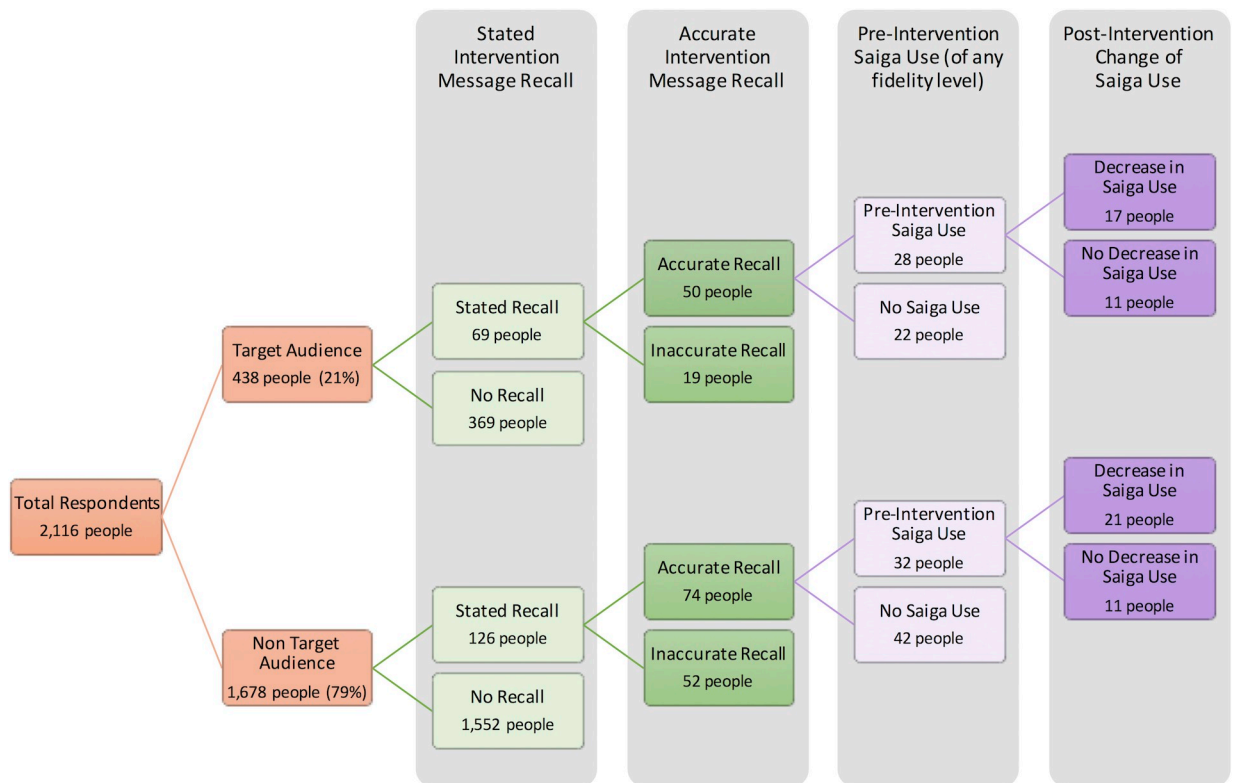 Stated
Intervention
Message Recall
Accurate
Intervention
Message Recall
Pre-Intervention
Saiga Use (of any
fidelity level)
Post-Intervention
Change of
Saiga Use
Total Respondents
2,116 people
Target Audience
438 people (21%)
Stated Recall
69 people
No Recall
369 people
Accurate Recall
50 people
Inaccurate Recall
19 people
Pre-Intervention
Saiga Use
28 people
No Saiga Use
22 people
Decrease in
Saiga Use
17 people
No Decrease in
Saiga Use
11 people
Non Target
Audience
1,678 people (79%)
Stated Recall
126 people
No Recall
1,552 people
Accurate Recall
74 people
Inaccurate Recall
52 people
Pre-Intervention
Saiga Use
32 people
No Saiga Use
42 people
Decrease in
Saiga Use
21 people
No Decrease in
Saiga Use
11 people